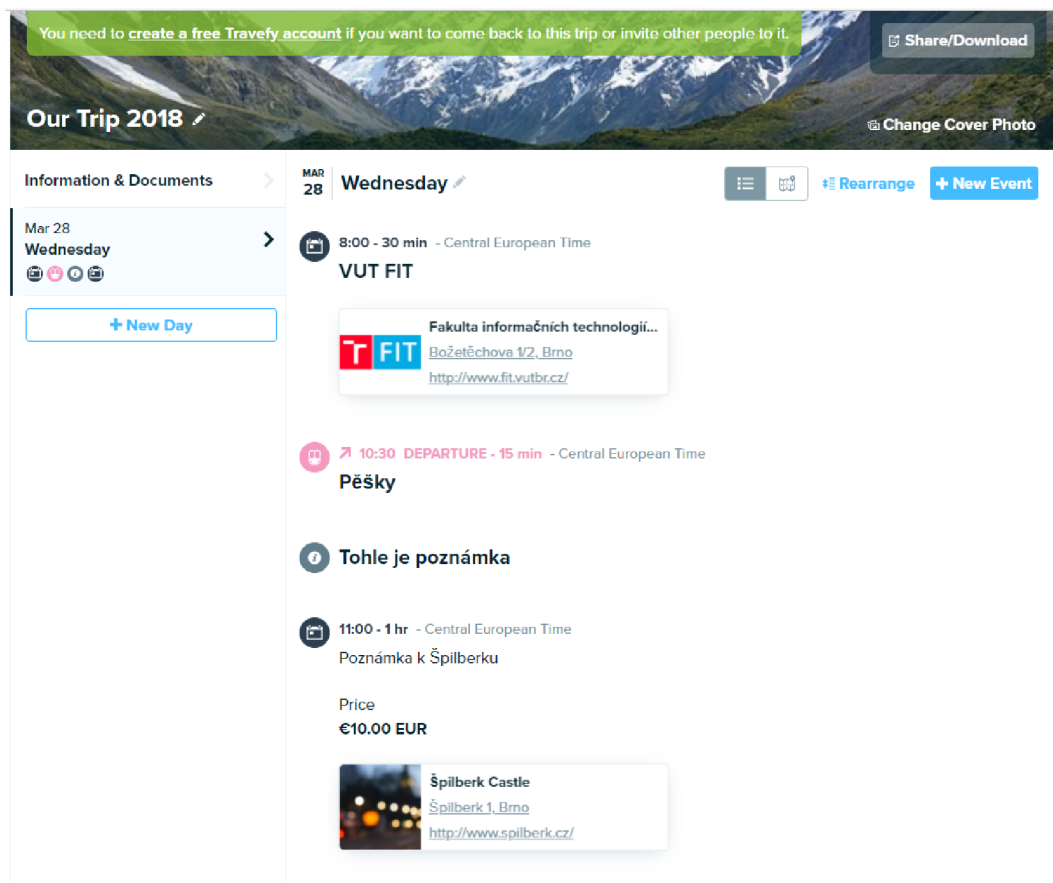 You need to create a free Travefy account if you want to come back to this trip or invite other people to it.
Share/Download
Our Trip 2018
Change Cover Photo
Information & Documents
Mar 28
Wednesday
+ New Day
MAR
28
Wednesday
Rearrange
+ New Event
8:00 - 30 min - Central European Time
VUT FIT
T FIT
Fakulta informačních technologií...
Božetěchova 1/2, Brno
http://www.fit.vutbr.cz/
10:30 DEPARTURE - 15 min - Central European Time
Pěšky
Tohle je poznámka
11:00 - 1 hr - Central European Time
Poznámka k Špilberku
Price
€10.00 EUR
Špilberk Castle
Špilberk 1, Brno
http://www.spilberk.cz/